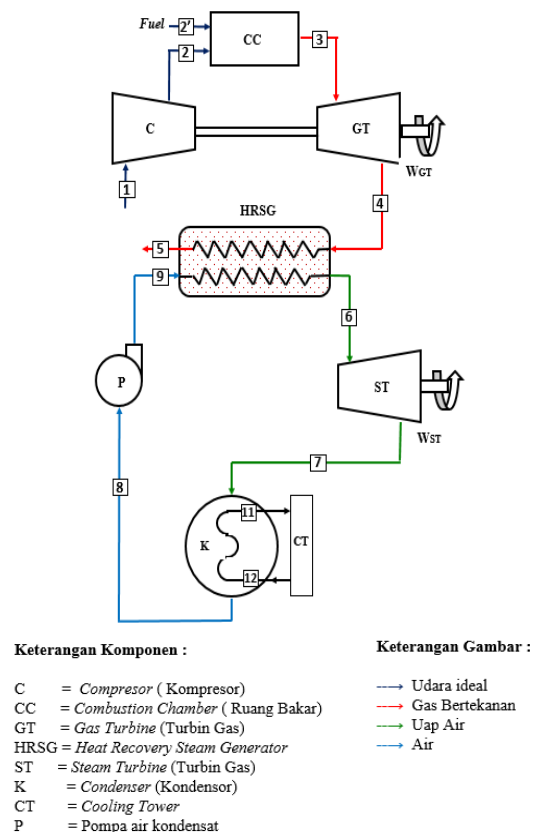 Fuel
2'
CC
3
2
C
GT
WGT
1
4
HRSG
5
9
6
P
ST
WST
7
8
11
K
CT
12
Keterangan Komponen :
C = Compresor ( Kompresor)
CC = Combustion Chamber ( Ruang Bakar)
GT = Gas Turbine (Turbin Gas)
HRSG = Heat Recovery Steam Generator
ST = Steam Turbine (Turbin Gas)
K = Condenser (Kondensor)
CT = Cooling Tower
P = Pompa air kondensat
Keterangan Gambar :
Udara ideal
Gas Bertekanan
Uap Air
Air